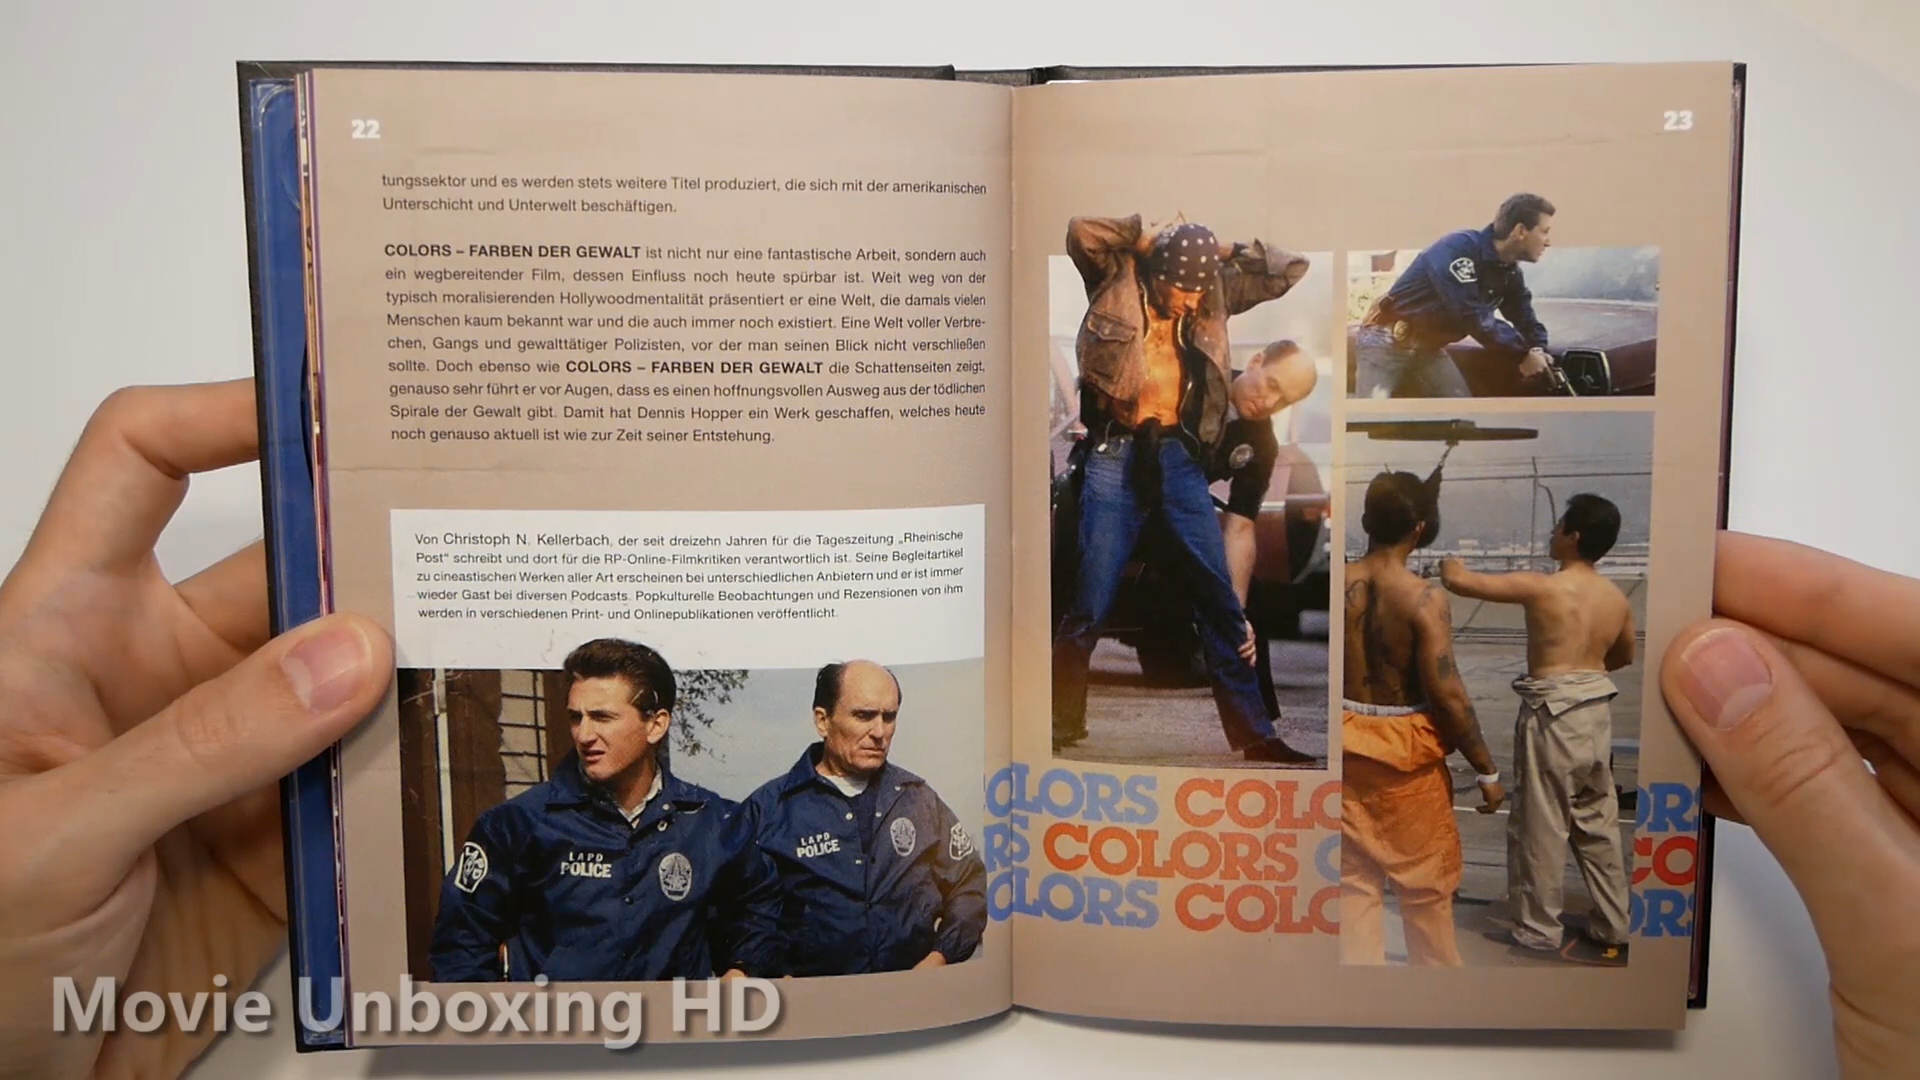 22
tungssektor und es werden stets weitere Titel produziert, die sich mit der amerikanischen
Unterschicht und Unterwelt beschäftigen.
COLORS – FARBEN DER GEWALT ist nicht nur eine fantastische Arbeit, sondern auch
ein wegbereitender Film, dessen Einfluss noch heute spürbar ist. Weit weg von der
typisch moralisierenden Hollywoodmentalität präsentiert er eine Welt, die damals vielen
Menschen kaum bekannt war und die auch immer noch existiert. Eine Welt voller Verbre-
chen, Gangs und gewalttätiger Polizisten, vor der man seinen Blick nicht verschließen
sollte. Doch ebenso wie COLORS – FARBEN DER GEWALT die Schattenseiten zeigt,
genauso sehr führt er vor Augen, dass es einen hoffnungsvollen Ausweg aus der tödlichen
Spirale der Gewalt gibt. Damit hat Dennis Hopper ein Werk geschaffen, welches heute
noch genauso aktuell ist wie zur Zeit seiner Entstehung.
Von Christoph N. Kellerbach, der seit dreizehn Jahren für die Tageszeitung „Rheinische
Post“ schreibt und dort für die RP-Online-Filmkritiken verantwortlich ist. Seine Begleitartikel
zu cineastischen Werken aller Art erscheinen bei unterschiedlichen Anbietern und er ist immer
wieder Gast bei diversen Podcasts. Popkulturelle Beobachtungen und Rezensionen von ihm
werden in verschiedenen Print- und Onlinepublikationen veröffentlicht.
LAPD
POLICE
LAPD
POLICE
23
OLORS COLO ORS
RS COLORS C CO
OLORS COLO ORS
Movie Unboxing HD